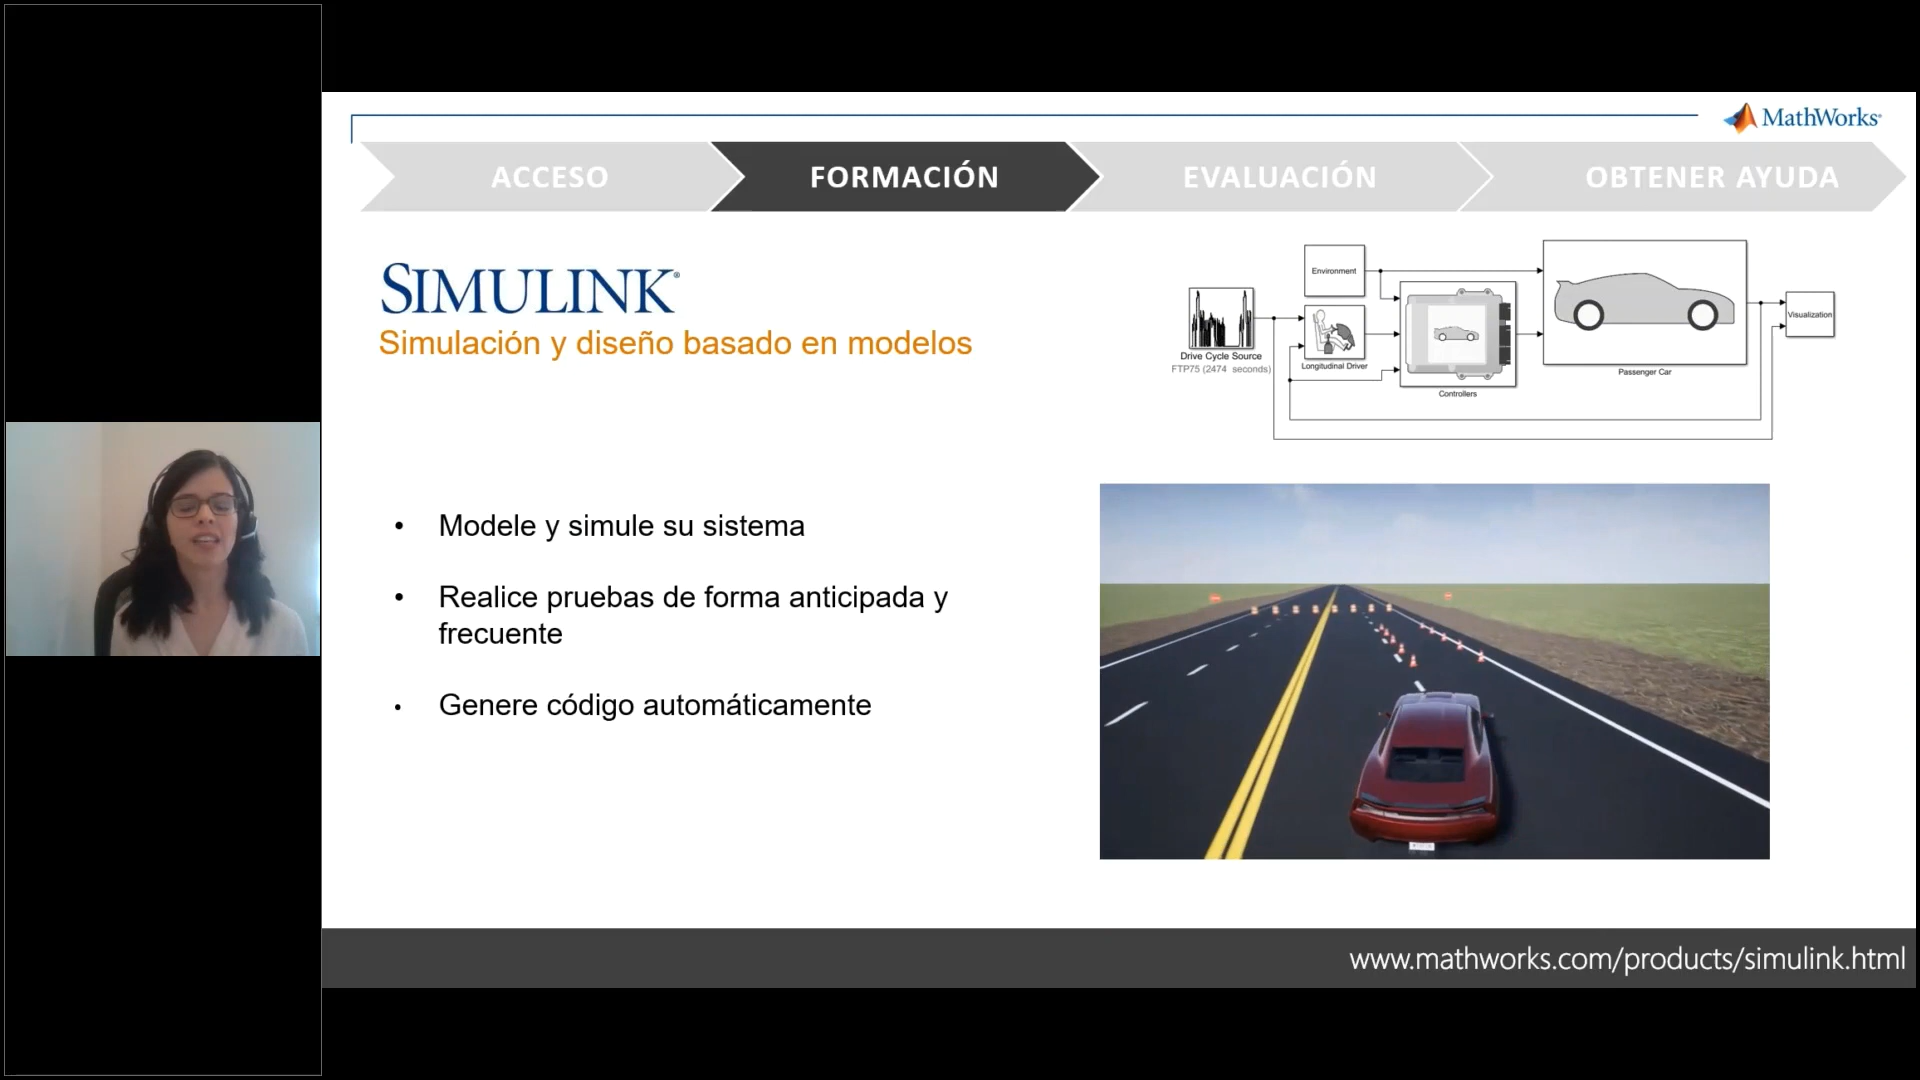 MathWorks®
ACCESO
FORMACIÓN
EVALUACIÓN
OBTENER AYUDA
SIMULINK®
Simulación y diseño basado en modelos
Environment
Drive Cycle Source
FTP75 (2474 seconds)
Longitudinal Driver
Controllers
Passenger Car
Visualization
• Modele y simule su sistema
• Realice pruebas de forma anticipada y
frecuente
• Genere código automáticamente
www.mathworks.com/products/simulink.html